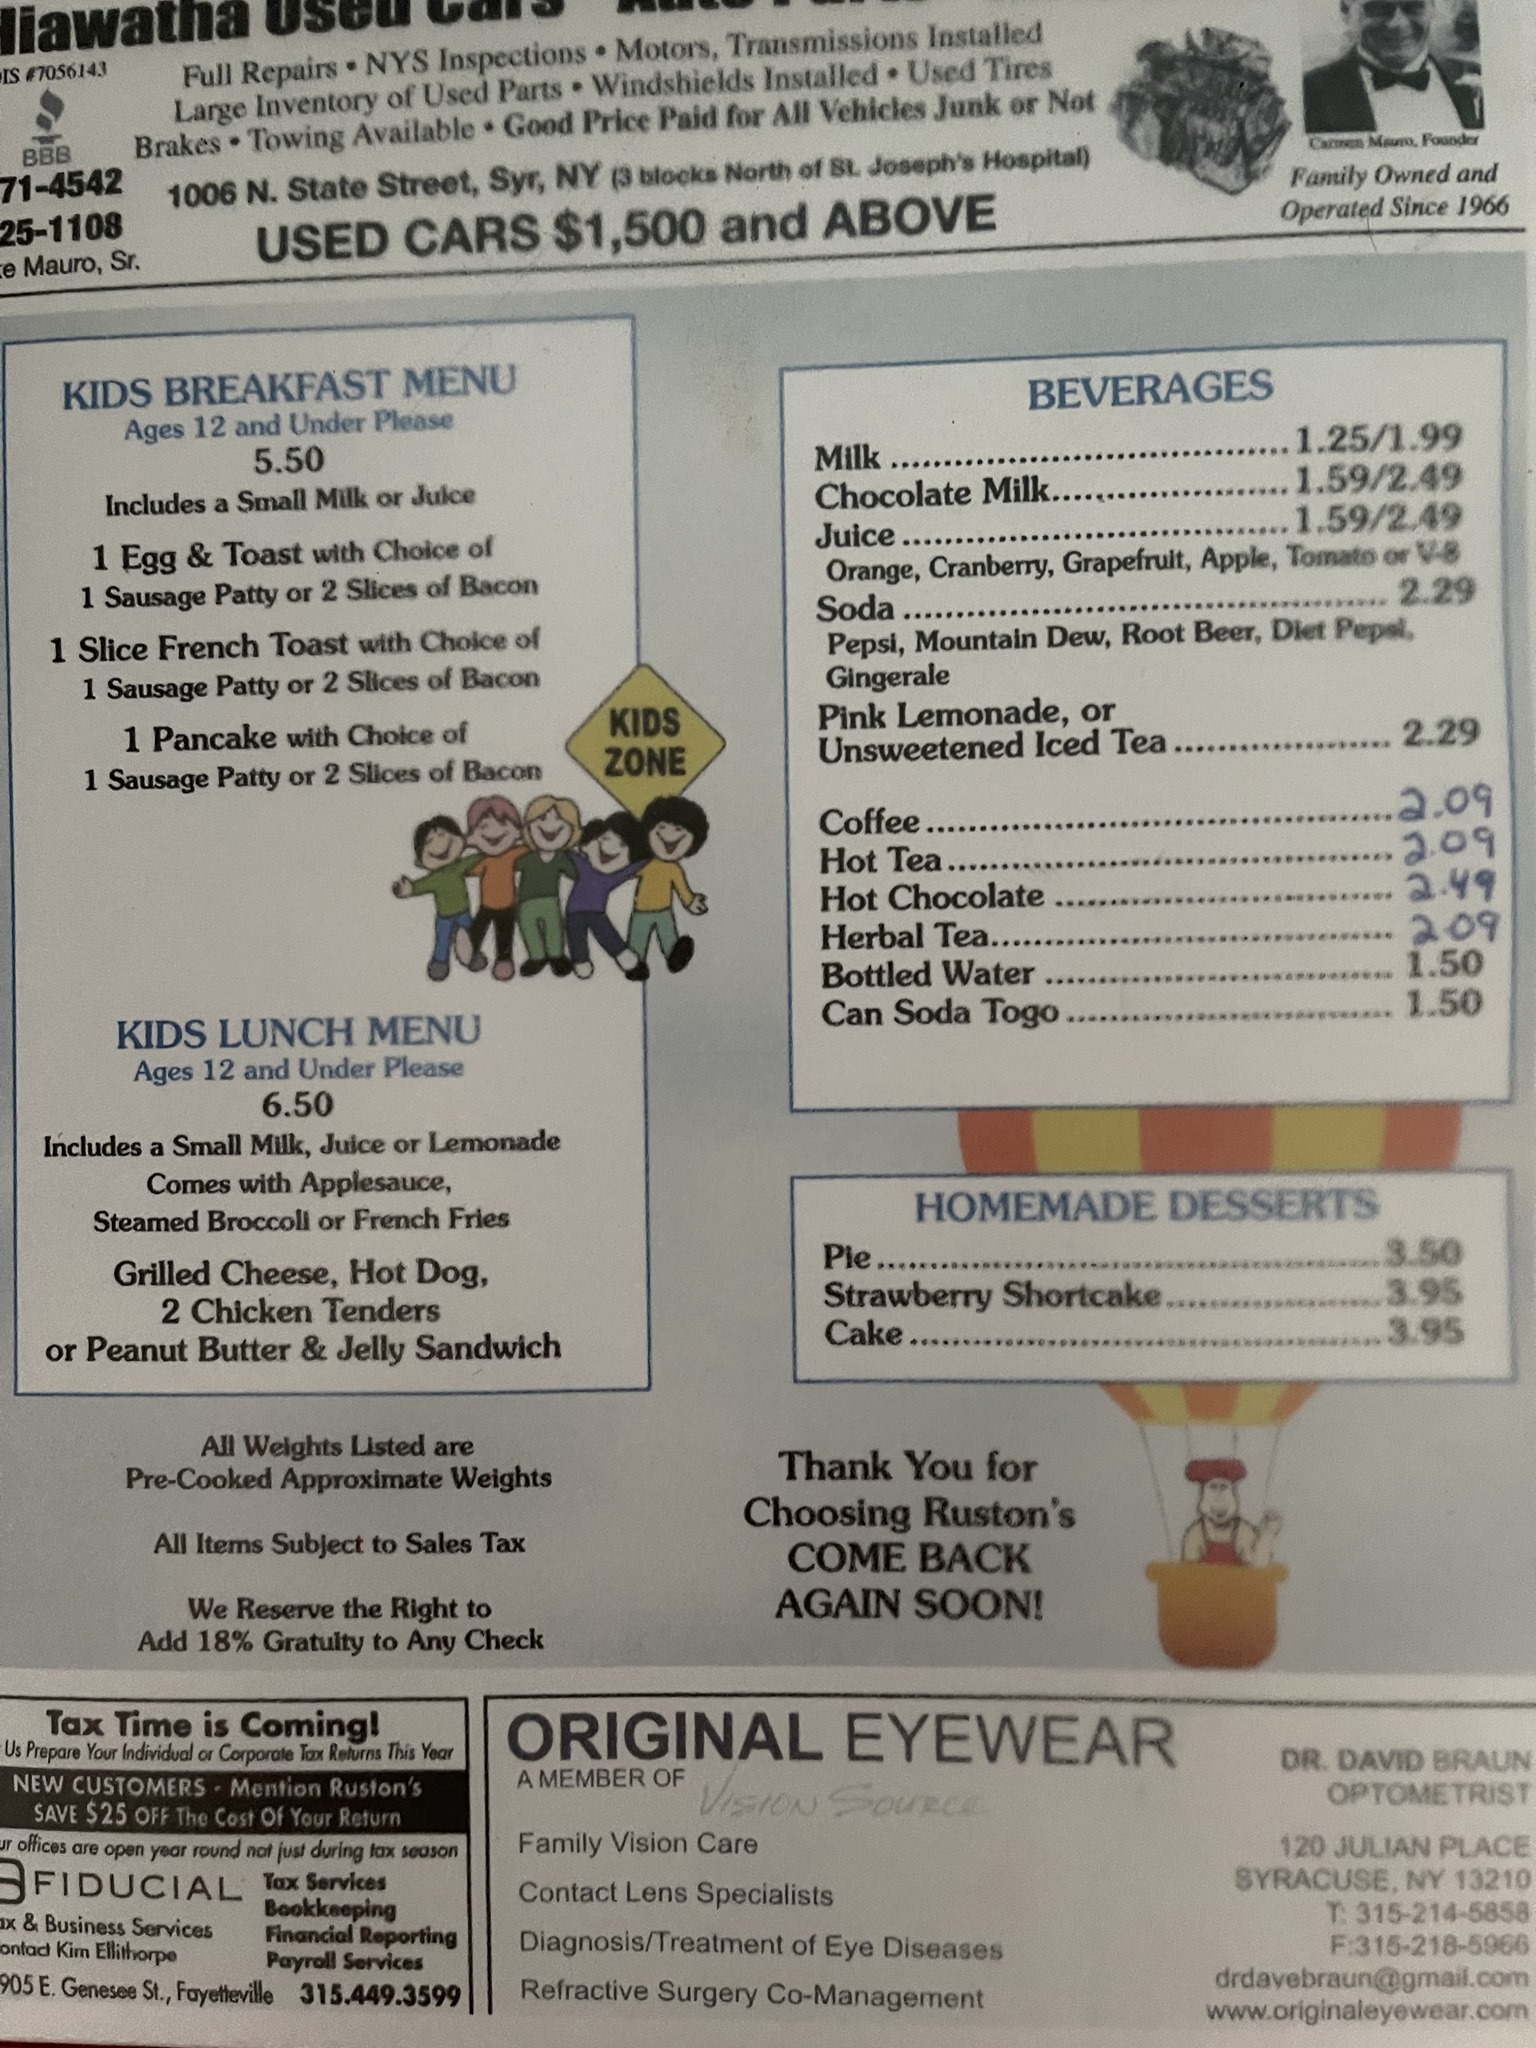 Hiawatha Used Cars
#7056143
Full Repairs • NYS Inspections • Motors, Transmissions Installed
Large Inventory of Used Parts • Windshields Installed • Used Tires
Brakes • Towing Available • Good Price Paid for All Vehicles Junk or Not
BBB
71-4542
25-1108
Mauro, Sr.
1006 N. State Street, Syr, NY (3 blocks North of St. Joseph's Hospital)
USED CARS $1,500 and ABOVE
Carmen Mauro, Founder
Family Owned and
Operated Since 1966
KIDS BREAKFAST MENU
Ages 12 and Under Please
5.50
Includes a Small Milk or Juice
1 Egg & Toast with Choice of
1 Sausage Patty or 2 Slices of Bacon
1 Slice French Toast with Choice of
1 Sausage Patty or 2 Slices of Bacon
1 Pancake with Choice of
1 Sausage Patty or 2 Slices of Bacon
KIDS
ZONE
KIDS LUNCH MENU
Ages 12 and Under Please
6.50
Includes a Small Milk, Juice or Lemonade
Comes with Applesauce,
Steamed Broccoli or French Fries
Grilled Cheese, Hot Dog,
2 Chicken Tenders
or Peanut Butter & Jelly Sandwich
BEVERAGES
Milk ..................................... 1.25/1.99
Chocolate Milk...................... 1.59/2.49
Juice .................................... 1.59/2.49
Orange, Cranberry, Grapefruit, Apple, Tomato or V-8
Soda ............................................. 2.29
Pepsi, Mountain Dew, Root Beer, Diet Pepsi,
Gingerale
Pink Lemonade, or
Unsweetened Iced Tea .................... 2.29
Coffee ........................................... 2.09
Hot Tea.......................................... 2.09
Hot Chocolate ................................ 2.49
Herbal Tea...................................... 2.09
Bottled Water ................................. 1.50
Can Soda Togo ............................... 1.50
HOMEMADE DESSERTS
Pie................................................ 3.50
Strawberry Shortcake..................... 3.95
Cake ............................................. 3.95
All Weights Listed are
Pre-Cooked Approximate Weights
All Items Subject to Sales Tax
We Reserve the Right to
Add 18% Gratuity to Any Check
Thank You for
Choosing Ruston's
COME BACK
AGAIN SOON!
Tax Time is Coming!
Us Prepare Your Individual or Corporate Tax Returns This Year
NEW CUSTOMERS - Mention Ruston's
SAVE $25 OFF The Cost Of Your Return
ur offices are open year round not just during tax season
FIDUCIAL
ax & Business Services
ontact Kim Ellithorpe
Tax Services
Bookkeeping
Financial Reporting
Payroll Services
905 E. Genesee St., Fayetteville 315.449.3599
ORIGINAL EYEWEAR
A MEMBER OF
VISION SOURCE
Family Vision Care
Contact Lens Specialists
Diagnosis/Treatment of Eye Diseases
Refractive Surgery Co-Management
DR. DAVID BRAUN
OPTOMETRIST
120 JULIAN PLACE
SYRACUSE, NY 13210
T: 315-214-5858
F:315-218-5966
drdavebraun@gmail.com
www.originaleyewear.com